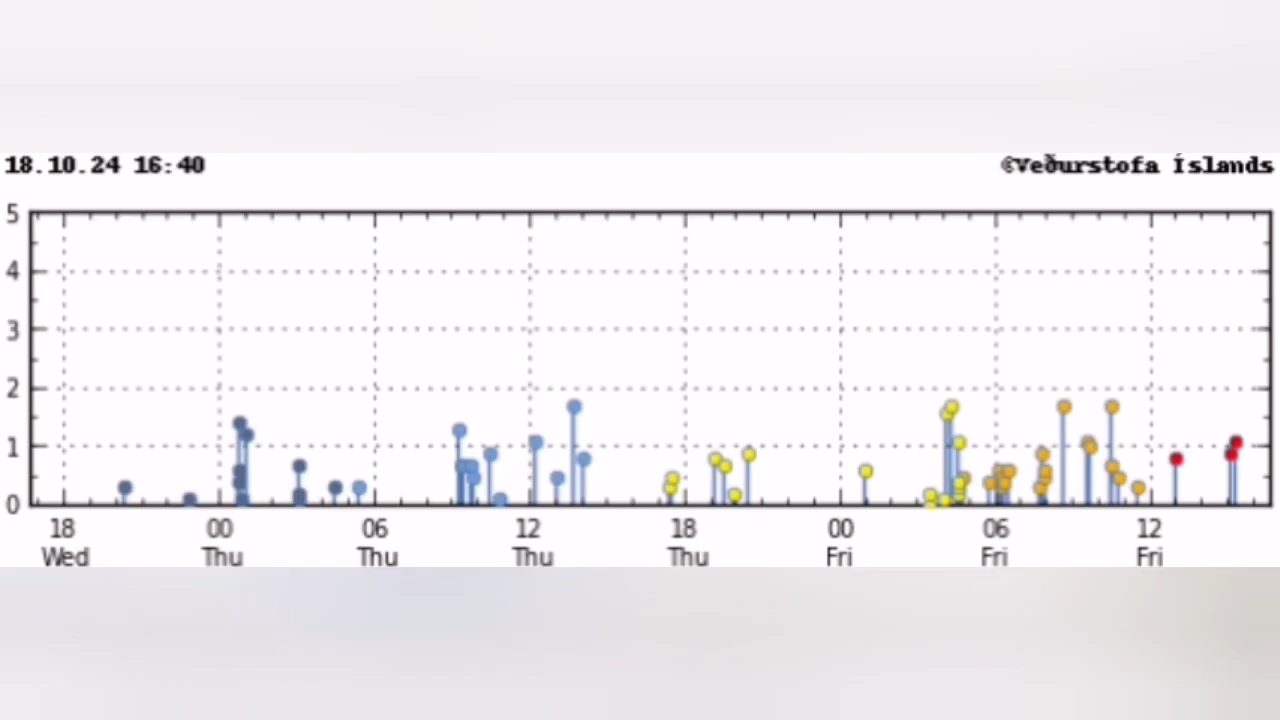 18.10.24 16:40 ©Veðurstofa Íslands
5
4
3
2
1
0
18 00 06 12 18 00 06 12
Wed Thu Thu Thu Thu Fri Fri Fri